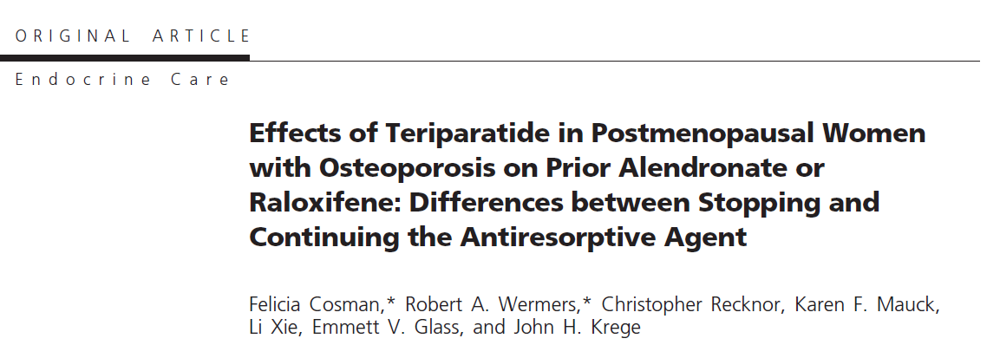 ORIGINAL ARTICLE
Endocrine Care
Effects of Teriparatide in Postmenopausal Women
with Osteoporosis on Prior Alendronate or
Raloxifene: Differences between Stopping and
Continuing the Antiresorptive Agent
Felicia Cosman,* Robert A. Wermers,* Christopher Recknor, Karen F. Mauck,
Li Xie, Emmett V. Glass, and John H. Krege